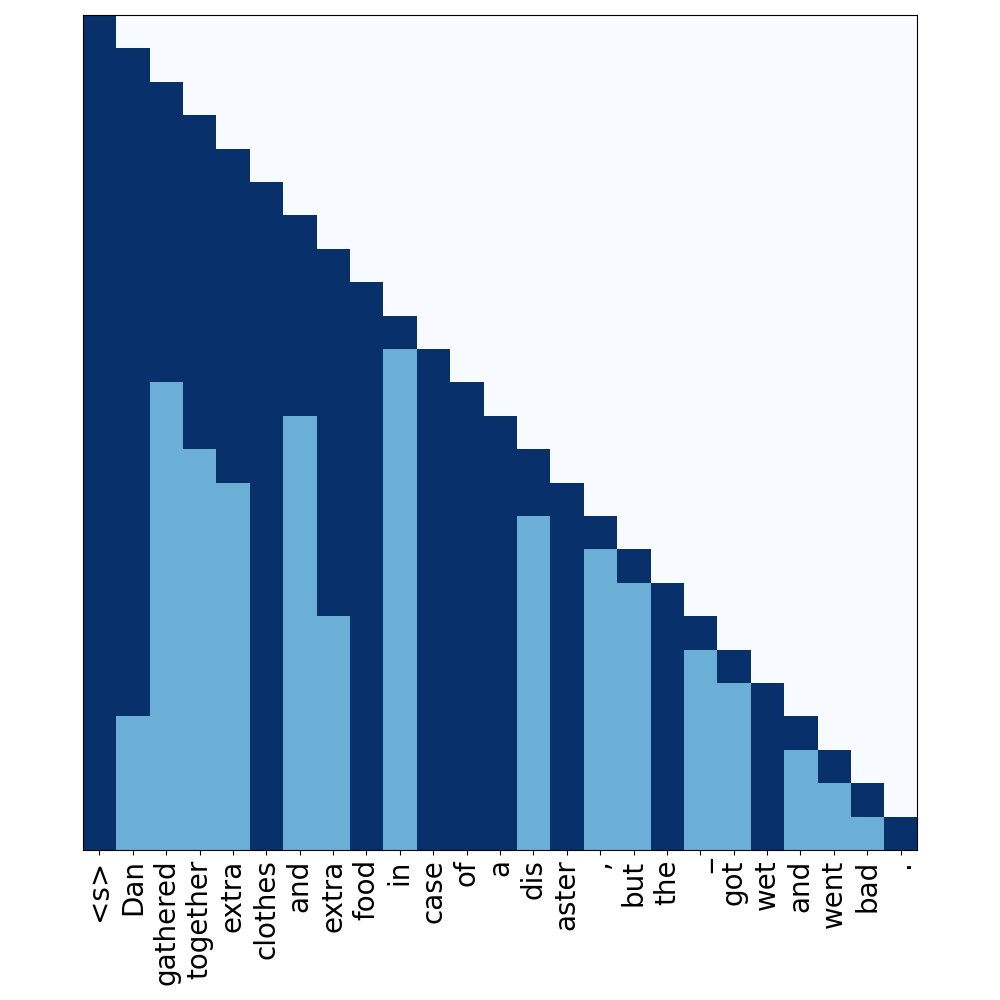 <s> Dan gathered together extra clothes and extra food in case of a dis aster , but the _ got wet and went bad .